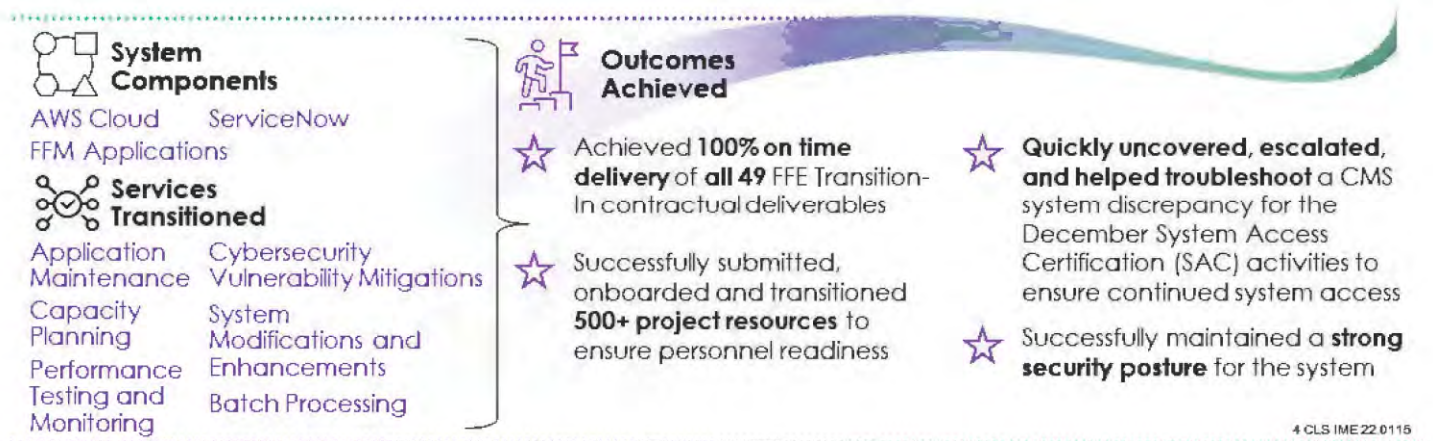 System
Components
AWS Cloud ServiceNow
FFM Applications
Services
Transitioned
Application
Maintenance
Cybersecurity
Vulnerability Mitigations
Capacity
Planning
System
Modifications and
Enhancements
Performance
Testing and
Monitoring
Batch Processing
Outcomes
Achieved
Achieved 100% on time
delivery of all 49 FFE Transition-
In contractual deliverables
Successfully submitted,
onboarded and transitioned
500+ project resources to
ensure personnel readiness
Quickly uncovered, escalated,
and helped troubleshoot a CMS
system discrepancy for the
December System Access
Certification (SAC) activities to
ensure continued system access
Successfully maintained a strong
security posture for the system
4 CLS IME 22.0115